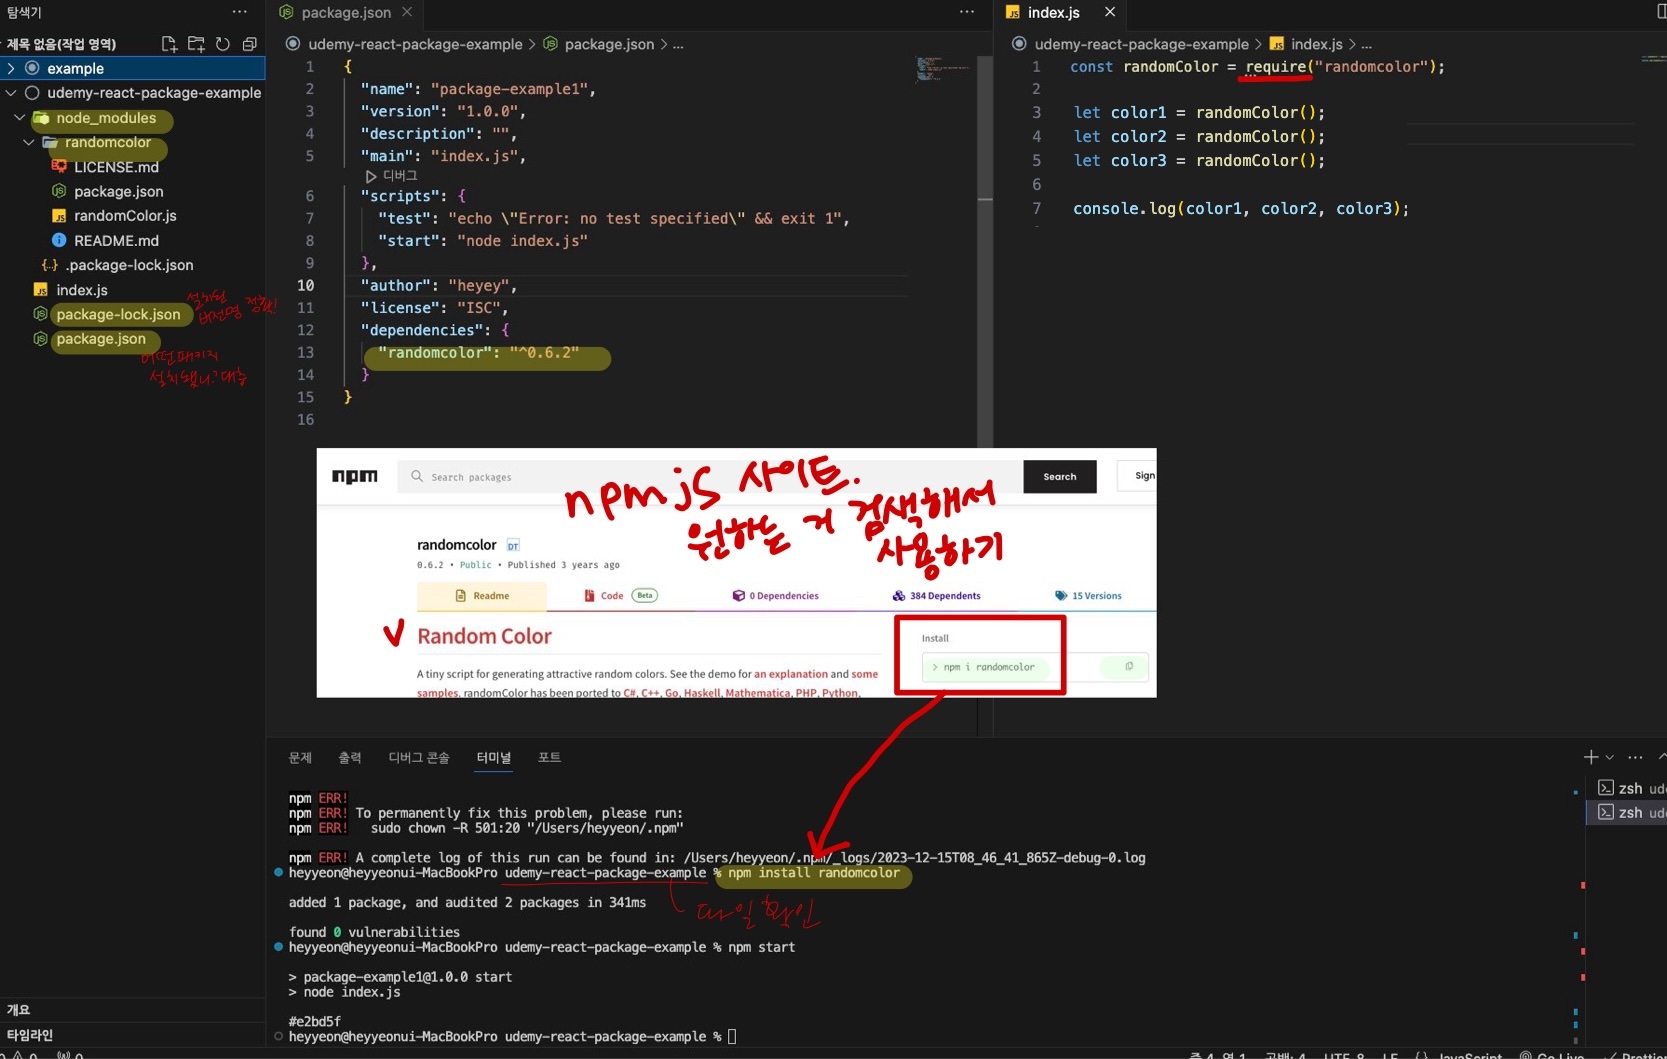 탐색기
제목 없음(작업 영역)
example
udemy-react-package-example
node_modules
randomcolor
LICENSE.md
package.json
randomColor.js
README.md
{..} .package-lock.json
index.js
package-lock.json
설치된
버전명 정확!
package.json
어떤 패키지
설치됐니? 대충
개요
타임라인
package.json
udemy-react-package-example > package.json > ...
1 {
2 "name": "package-example1",
3 "version": "1.0.0",
4 "description": "",
5 "main": "index.js",
디버그
6 "scripts": {
7 "test": "echo \"Error: no test specified\" && exit 1",
8 "start": "node index.js"
9 },
10 "author": "heyey",
11 "license": "ISC",
12 "dependencies": {
13 "randomcolor": "^0.6.2"
14 }
15 }
16
index.js
udemy-react-package-example > index.js > ...
1 const randomColor = require("randomcolor");
2
3 let color1 = randomColor();
4 let color2 = randomColor();
5 let color3 = randomColor();
6
7 console.log(color1, color2, color3);
npm
Search packages
Search
Sign
npm js 사이트.
원하는 거 검색해서
사용하기
randomcolor DT
0.6.2 • Public • Published 3 years ago
Readme
Code Beta
0 Dependencies
384 Dependents
15 Versions
Random Color
A tiny script for generating attractive random colors. See the demo for an explanation and some
samples. randomColor has been ported to C#, C++, Go, Haskell, Mathematica, PHP, Python,
Install
> npm i randomcolor
문제 출력 디버그 콘솔 터미널 포트
npm ERR!
npm ERR! To permanently fix this problem, please run:
npm ERR! sudo chown -R 501:20 "/Users/heyyeon/.npm"
npm ERR! A complete log of this run can be found in: /Users/heyyeon/.npm/_logs/2023-12-15T08_46_41_865Z-debug-0.log
heyyeon@heyyeonui-MacBookPro udemy-react-package-example % npm install randomcolor
파일 확인
added 1 package, and audited 2 packages in 341ms
found 0 vulnerabilities
heyyeon@heyyeonui-MacBookPro udemy-react-package-example % npm start
> package-example1@1.0.0 start
> node index.js
#e2bd5f
heyyeon@heyyeonui-MacBookPro udemy-react-package-example %
zsh
zsh